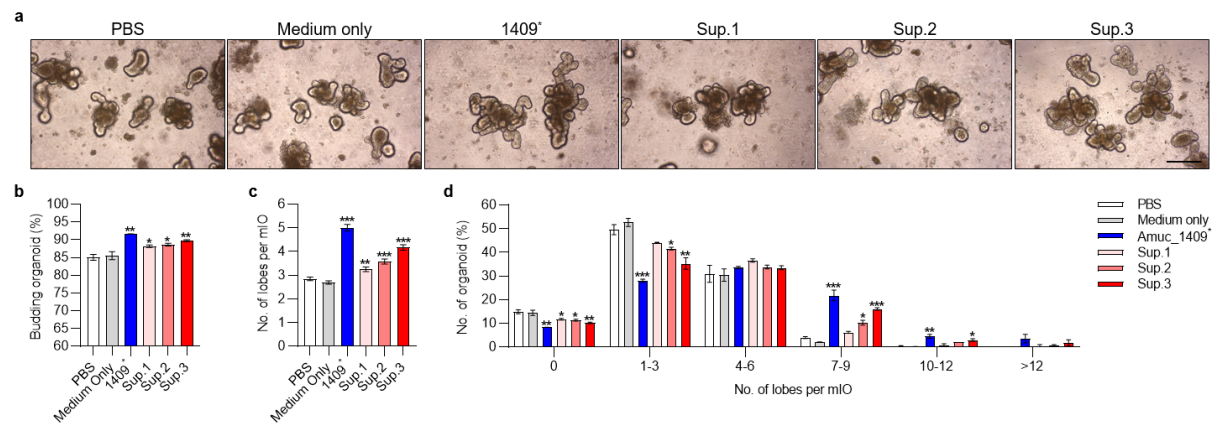 a
PBS
Medium only
1409*
Sup.1
Sup.2
Sup.3
b
Budding organoid (%)
100
95
90
85
80
75
70
65
60
**
*
*
**
PBS
Medium Only
1409*
Sup.1
Sup.2
Sup.3
c
No. of lobes per mIO
6
5
4
3
2
1
0
***
**
***
***
PBS
Medium Only
1409*
Sup.1
Sup.2
Sup.3
d
No. of organoid (%)
60
50
40
30
20
10
0
**
*
*
**
***
*
**
***
*
***
**
*
0
1-3
4-6
7-9
10-12
>12
No. of lobes per mIO
PBS
Medium only
Amuc_1409*
Sup.1
Sup.2
Sup.3